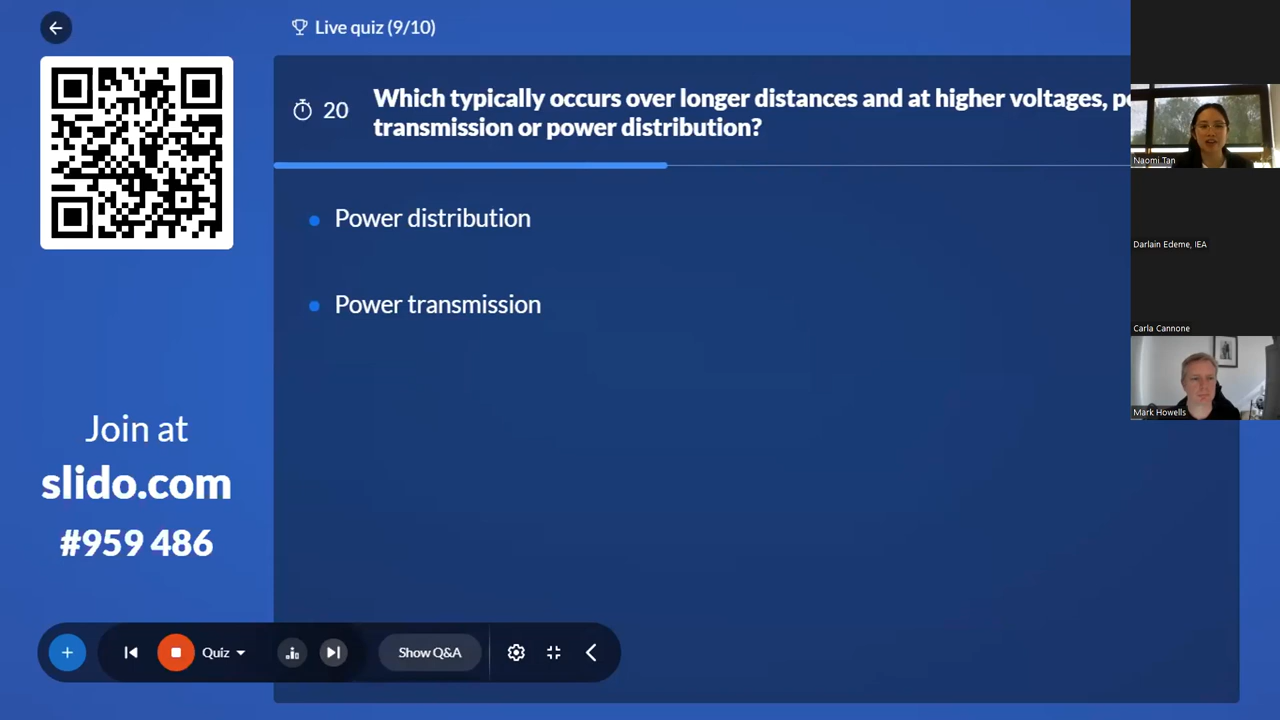 Live quiz (9/10)
20
Which typically occurs over longer distances and at higher voltages,
transmission or power distribution?
Power distribution
Power transmission
Join at
slido.com
#959 486
Quiz
Show Q&A
Naomi Tan
Darlain Edeme, IEA
Carla Cannone
Mark Howells